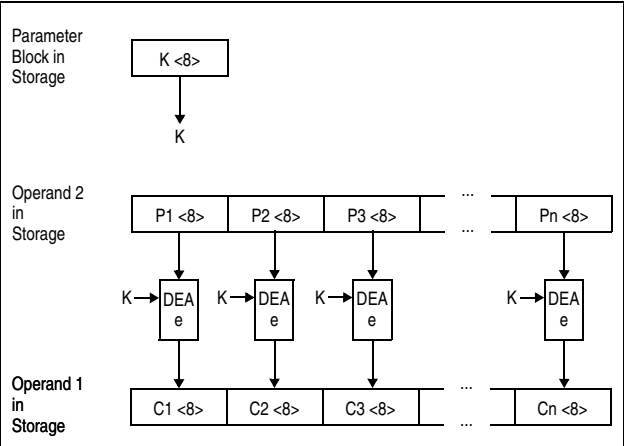 Parameter
Block in
Storage
K <8>
K
Operand 2
in
Storage
P1 <8> P2 <8> P3 <8> ... Pn <8>
...
K DEA K DEA K DEA K DEA
e e e e
Operand 1
in
Storage
C1 <8> C2 <8> C3 <8> ... Cn <8>
...